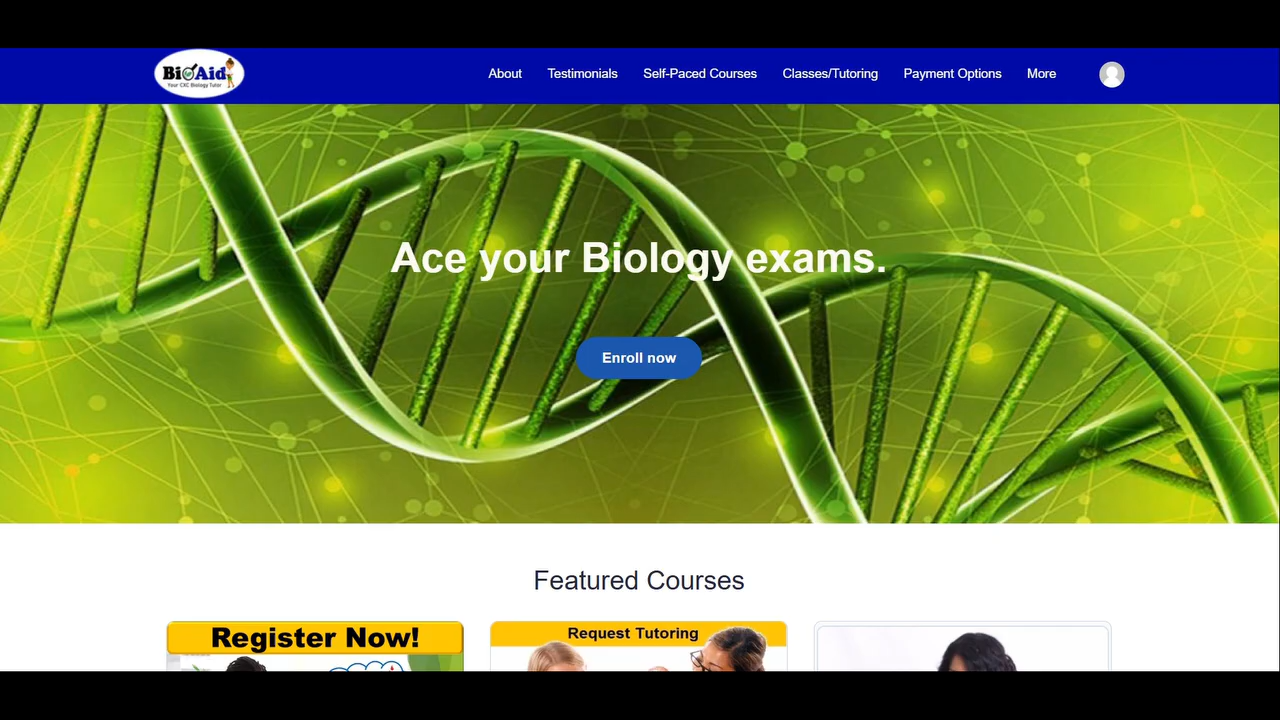 BioAid
Your CXC Biology Tutor
About
Testimonials
Self-Paced Courses
Classes/Tutoring
Payment Options
More
Ace your Biology exams.
Enroll now
Featured Courses
Register Now!
Request Tutoring